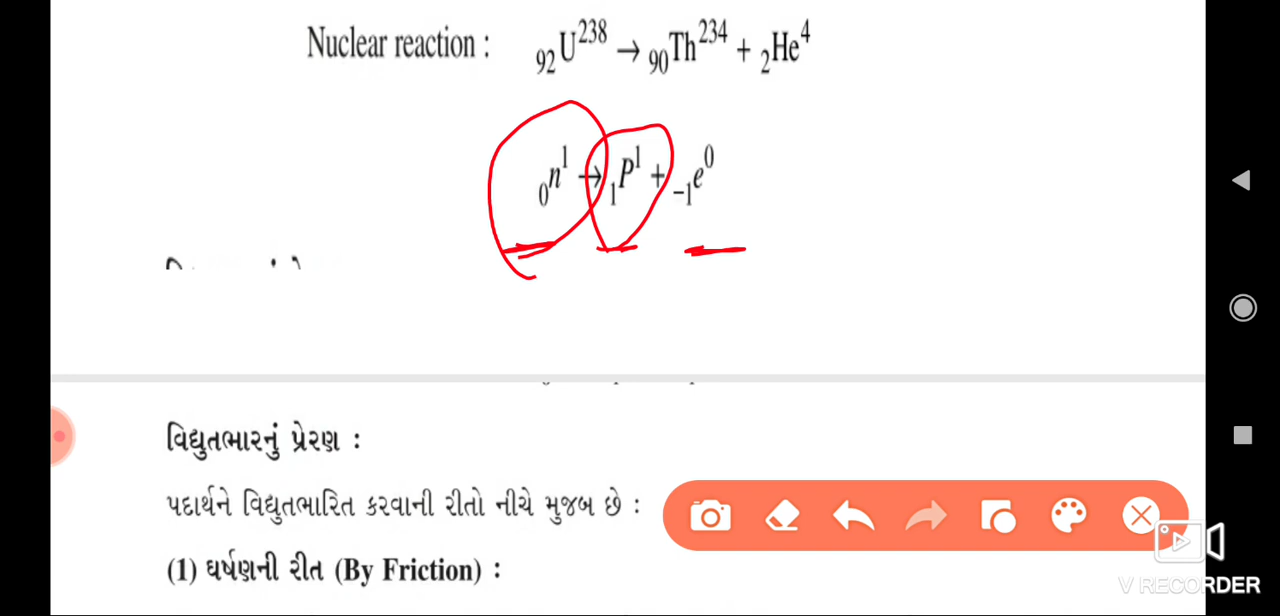 Nuclear reaction : ₉₂U²³⁸ → ₉₀Th²³⁴ + ₂He⁴
₀n¹ → ₁P¹ + ₋₁e⁰
વિદ્યુતભારનું પ્રેરણ :
પદાર્થને વિદ્યુતભારિત કરવાની રીતો નીચે મુજબ છે :
(1) ઘર્ષણની રીત (By Friction) :
V RECORDER